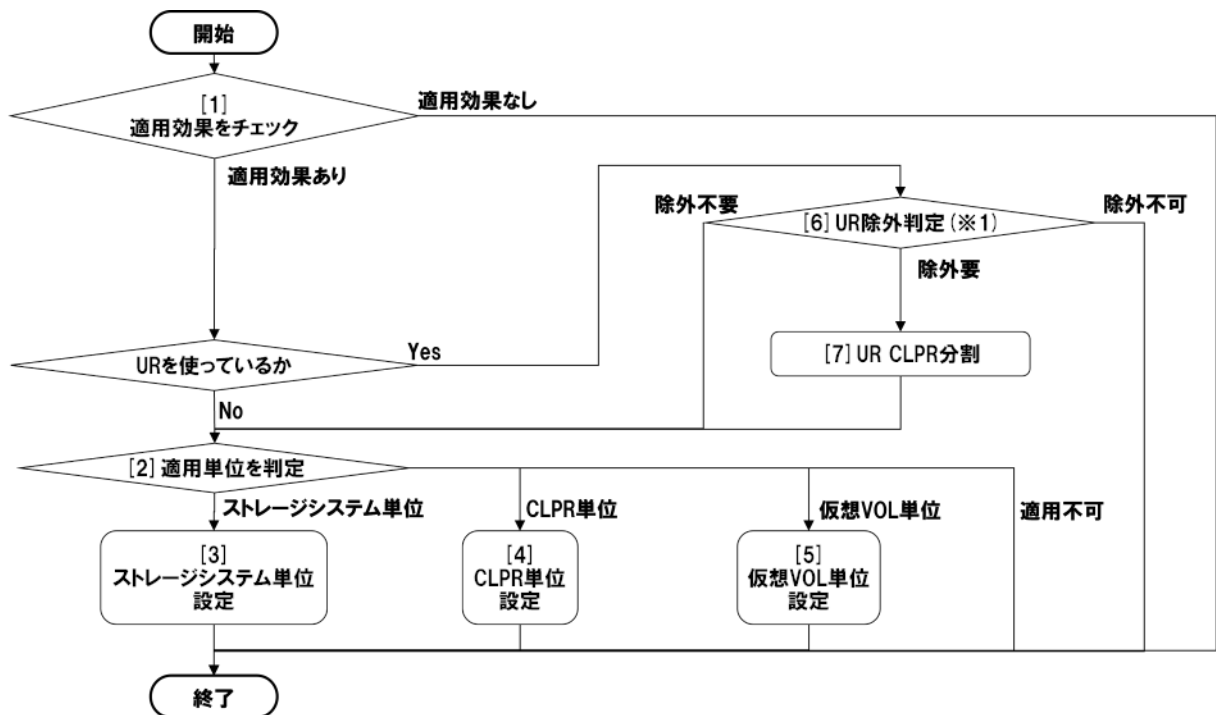 開始
[1]
適用効果をチェック
適用効果なし
適用効果あり
除外不要
[6] UR除外判定(※1)
除外不可
除外要
URを使っているか
Yes
[7] UR CLPR分割
No
[2] 適用単位を判定
ストレージシステム単位
CLPR単位
仮想VOL単位
適用不可
[3]
ストレージシステム単位
設定
[4]
CLPR単位
設定
[5]
仮想VOL単位
設定
終了